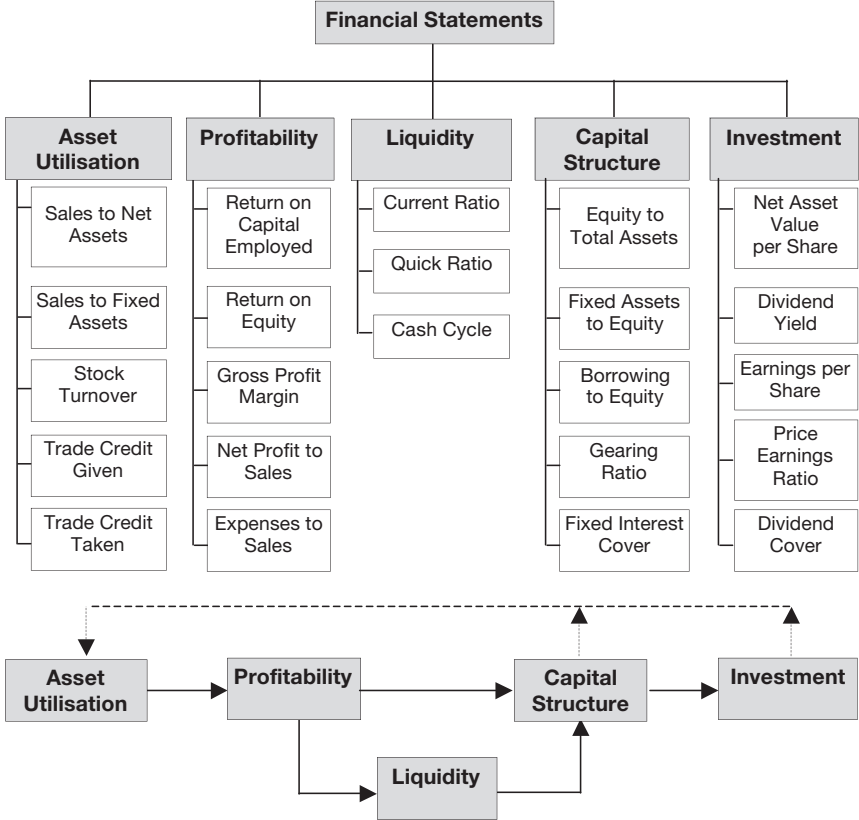 Financial Statements
Asset
Utilisation
Profitability
Liquidity
Capital
Structure
Investment
Sales to Net
Assets
Sales to Fixed
Assets
Stock
Turnover
Trade Credit
Given
Trade Credit
Taken
Return on
Capital
Employed
Return on
Equity
Gross Profit
Margin
Net Profit to
Sales
Expenses to
Sales
Current Ratio
Quick Ratio
Cash Cycle
Equity to
Total Assets
Fixed Assets
to Equity
Borrowing
to Equity
Gearing
Ratio
Fixed Interest
Cover
Net Asset
Value
per Share
Dividend
Yield
Earnings per
Share
Price
Earnings
Ratio
Dividend
Cover
Asset
Utilisation
Profitability
Capital
Structure
Investment
Liquidity